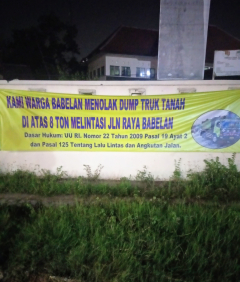 KAMI WARGA BABELAN MENOLAK DUMP TRUK TANAH
DI ATAS 8 TON MELINTASI JLN RAYA BABELAN
Dasar Hukum: UU RI. Nomor 22 Tahun 2009 Pasal 19 Ayat 2
dan Pasal 125 Tentang Lalu Lintas dan Angkutan Jalan.